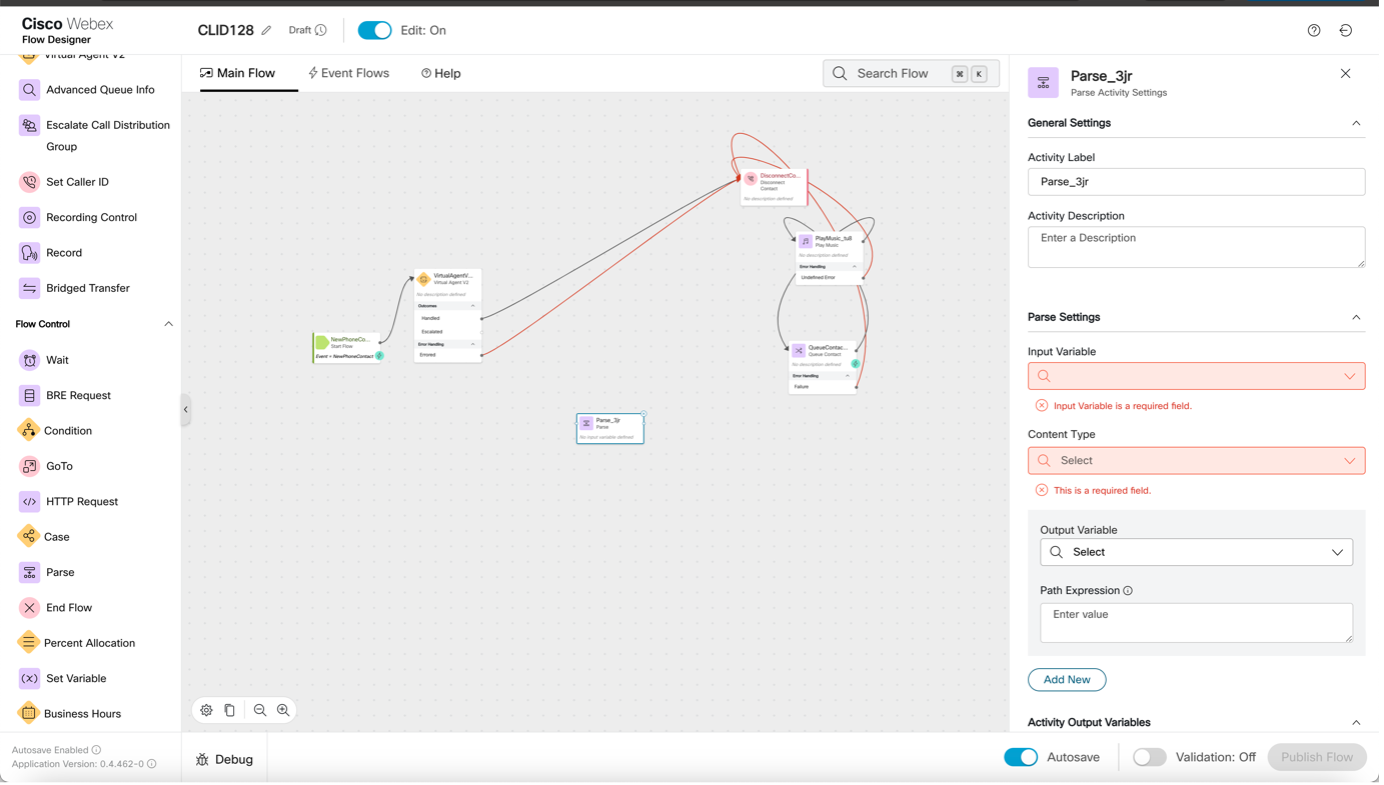 Cisco Webex
Flow Designer
CLID128
Draft
Edit: On
Virtual Agent V2
Advanced Queue Info
Escalate Call Distribution
Group
Set Caller ID
Recording Control
Record
Bridged Transfer
Flow Control
Wait
BRE Request
Condition
GoTo
HTTP Request
Case
Parse
End Flow
Percent Allocation
Set Variable
Business Hours
Autosave Enabled
Application Version: 0.4.462-0
Main Flow
Event Flows
Help
Search Flow
⌘ K
NewPhoneCo...
Start Flow
Event = NewPhoneContact
VirtualAgentV...
Virtual Agent V2
No description defined
Outcomes
Handled
Escalated
Error Handling
Errored
Parse_3jr
Parse
No input variable defined
DisconnectCo...
Disconnect
Contact
No description defined
PlayMusic_tu8
Play Music
No description defined
Error Handling
Undefined Error
QueueContac...
Queue Contact
No description defined
Error Handling
Failure
Debug
Parse_3jr
Parse Activity Settings
General Settings
Activity Label
Parse_3jr
Activity Description
Enter a Description
Parse Settings
Input Variable
Input Variable is a required field.
Content Type
Select
This is a required field.
Output Variable
Select
Path Expression
Enter value
Add New
Activity Output Variables
Autosave
Validation: Off
Publish Flow